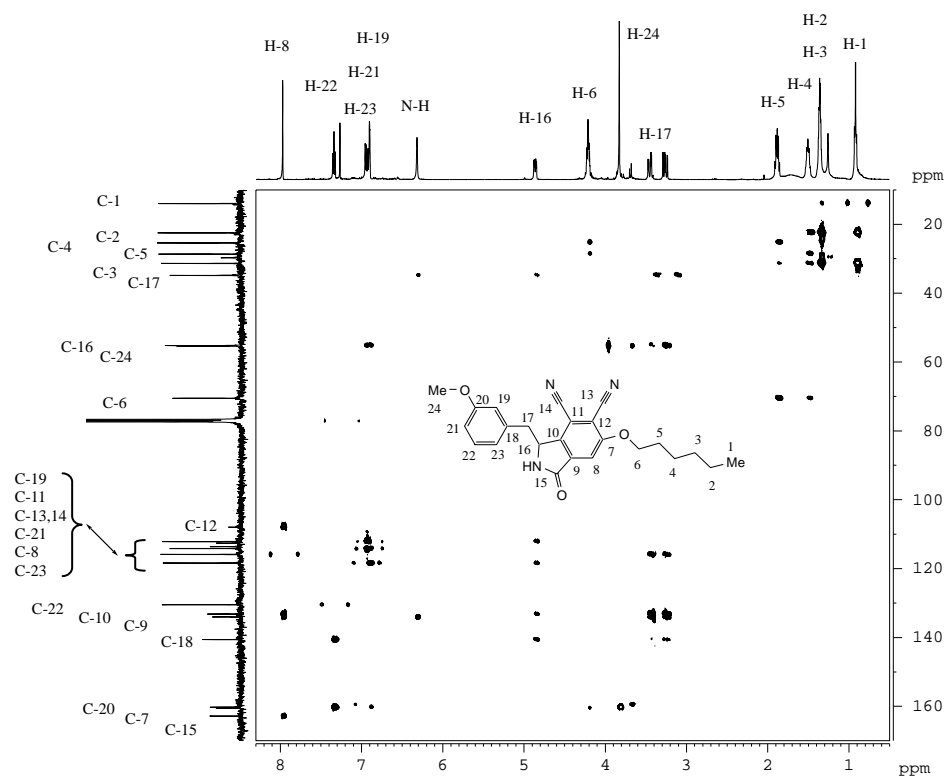 H-2
H-19
H-24
H-8
H-3
H-1
H-21
H-22
H-4
H-23
N-H
H-6
H-5
H-16
H-17
ppm
C-1
20
C-2
C-4
C-5
C-3
C-17
40
C-16
C-24
60
C-6
N
N
13
14
MeO
24
20
19
17
11
12
O
5
3
1
CH3
21
18
10
7
22
23
16
9
8
6
4
2
HN
15
O
80
C-19
C-11
C-13,14
C-21
C-8
C-23
100
C-12
120
C-22
C-10
C-9
C-18
140
C-20
C-7
C-15
160
8 7 6 5 4 3 2 1 ppm